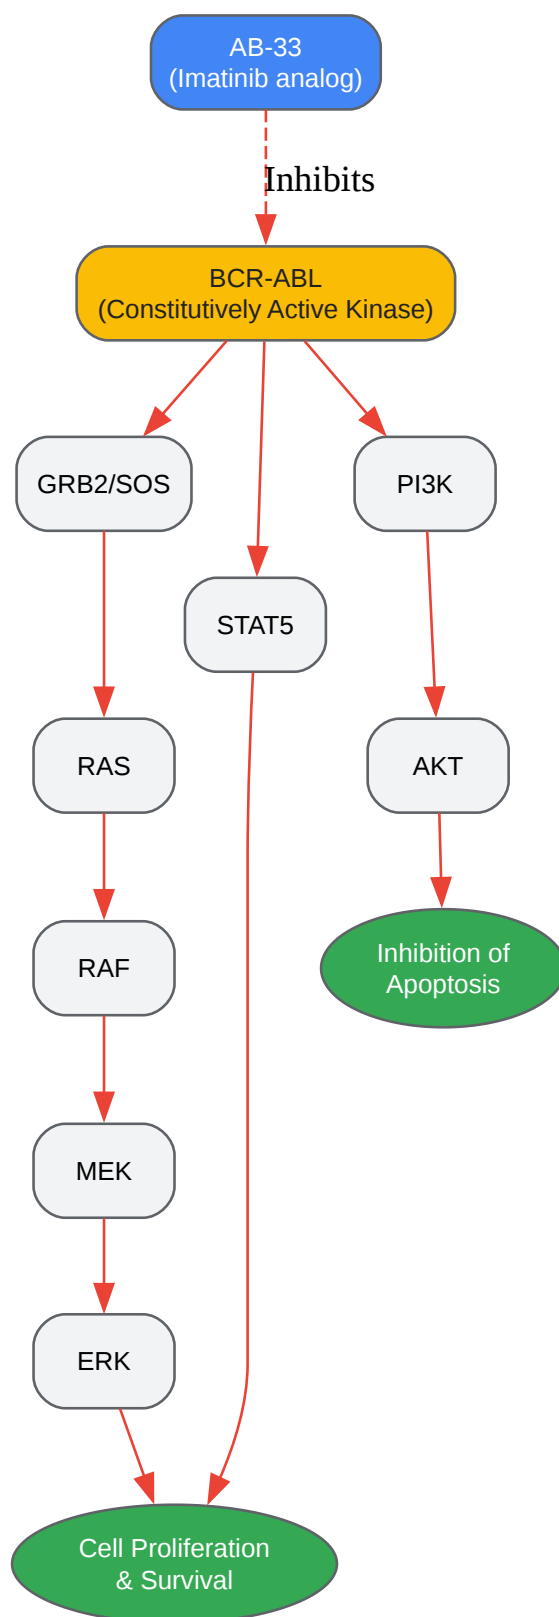 AB-33
(Imatinib analog)
Inhibits
BCR-ABL
(Constitutively Active Kinase)
GRB2/SOS
PI3K
STAT5
RAS
AKT
RAF
Inhibition of
Apoptosis
MEK
ERK
Cell Proliferation
& Survival